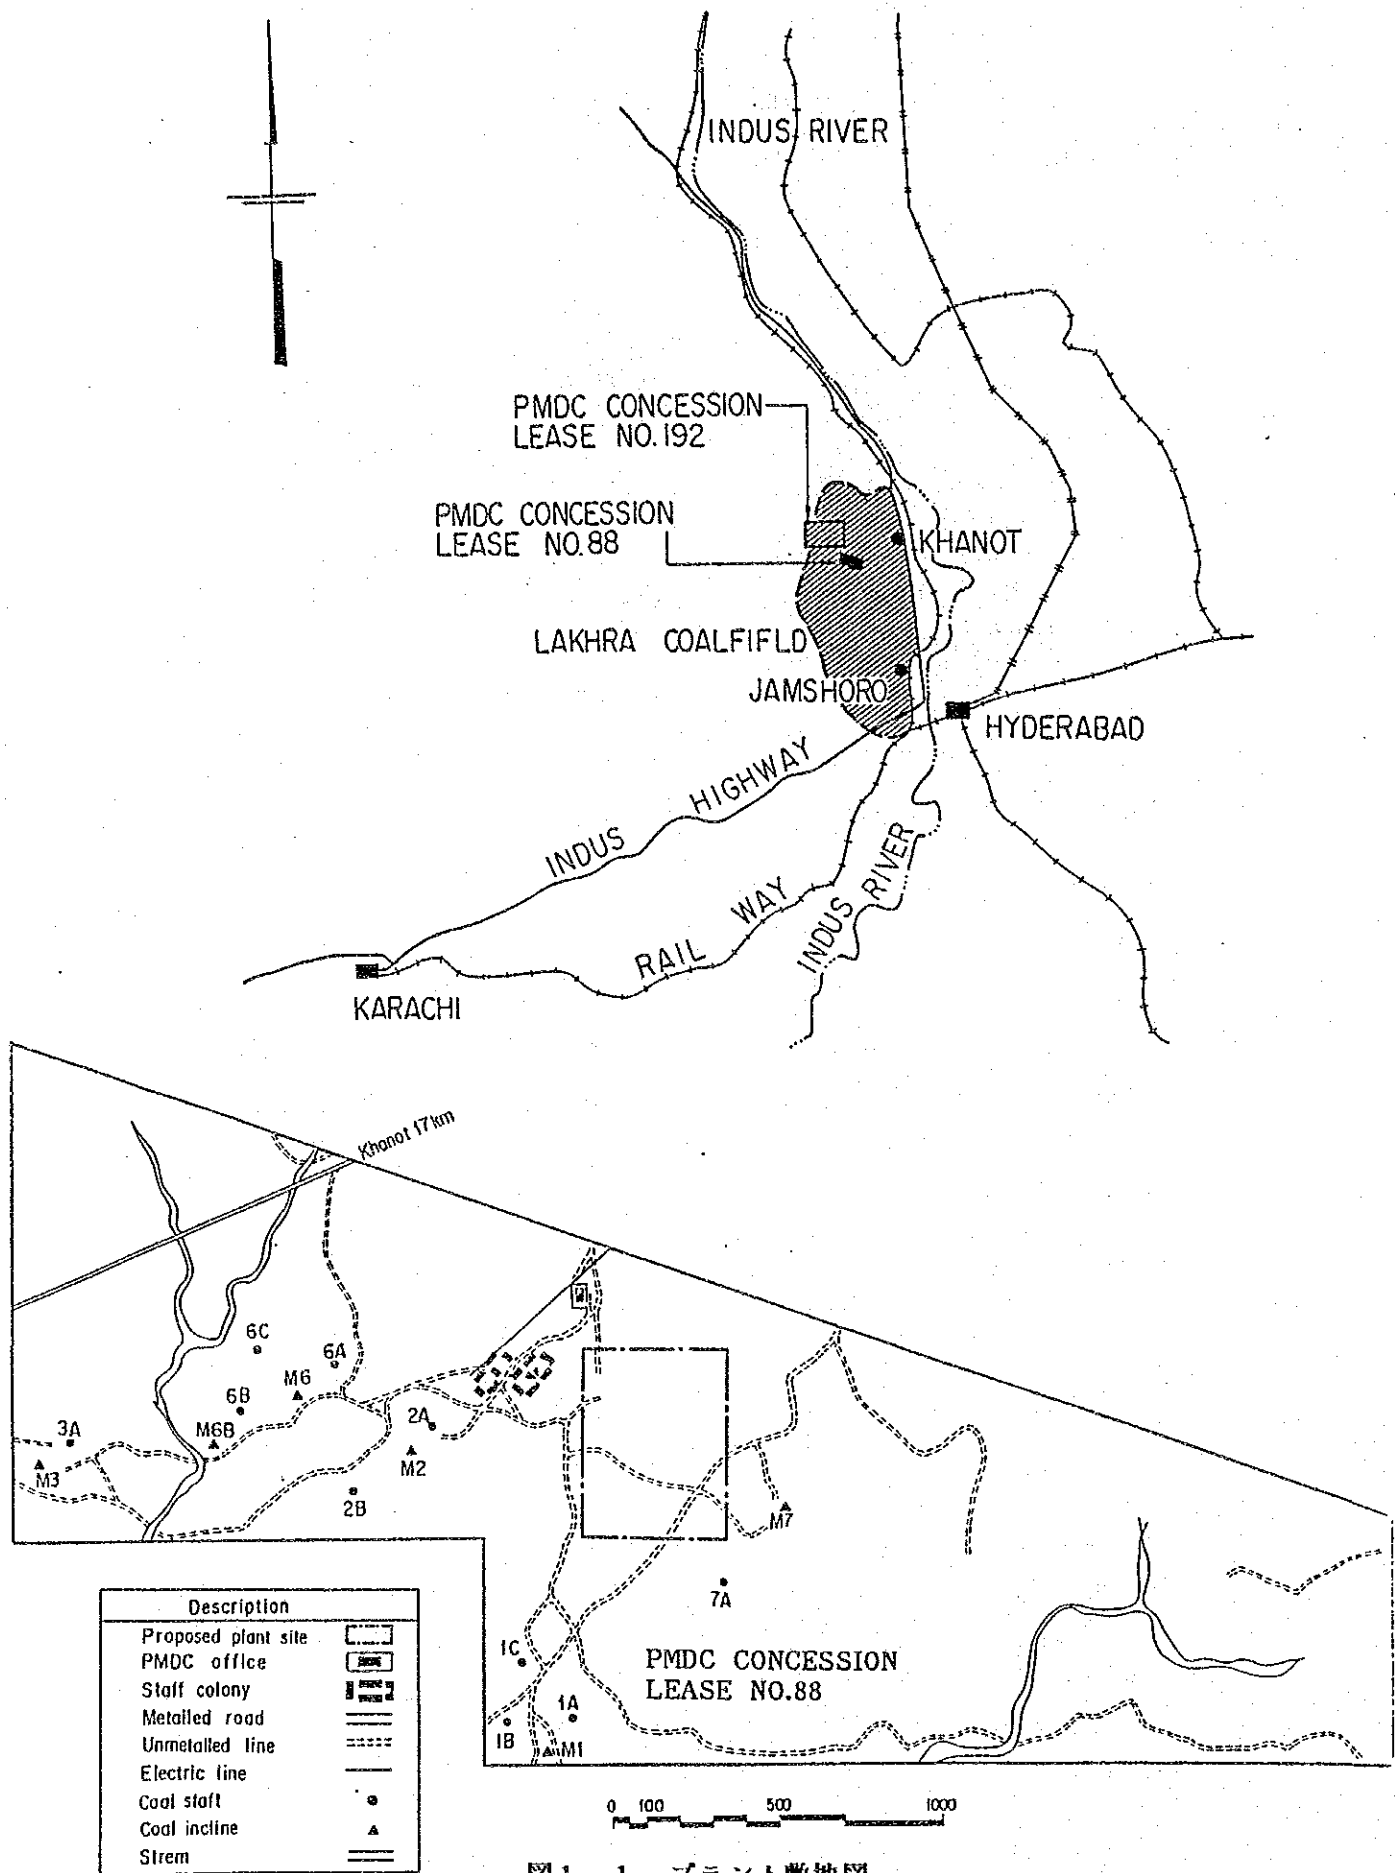 INDUS RIVER
PMDC CONCESSION
LEASE NO.192
PMDC CONCESSION
LEASE NO.88
KHANOT
LAKHRA COALFIFLD
JAMSHORO
HYDERABAD
INDUS HIGHWAY
RAIL WAY
INDUS RIVER
KARACHI
Khanot 17km
6C
6A
M6
6B
3A
M6B
2A
M3
M2
2B
M7
7A
1C
PMDC CONCESSION
LEASE NO.88
1A
1B
M1
Description
Proposed plant site
PMDC office
Staff colony
Metalled road
Unmetalled line
Electric line
Coal staft
Coal incline
Strem
0 100 500 1000